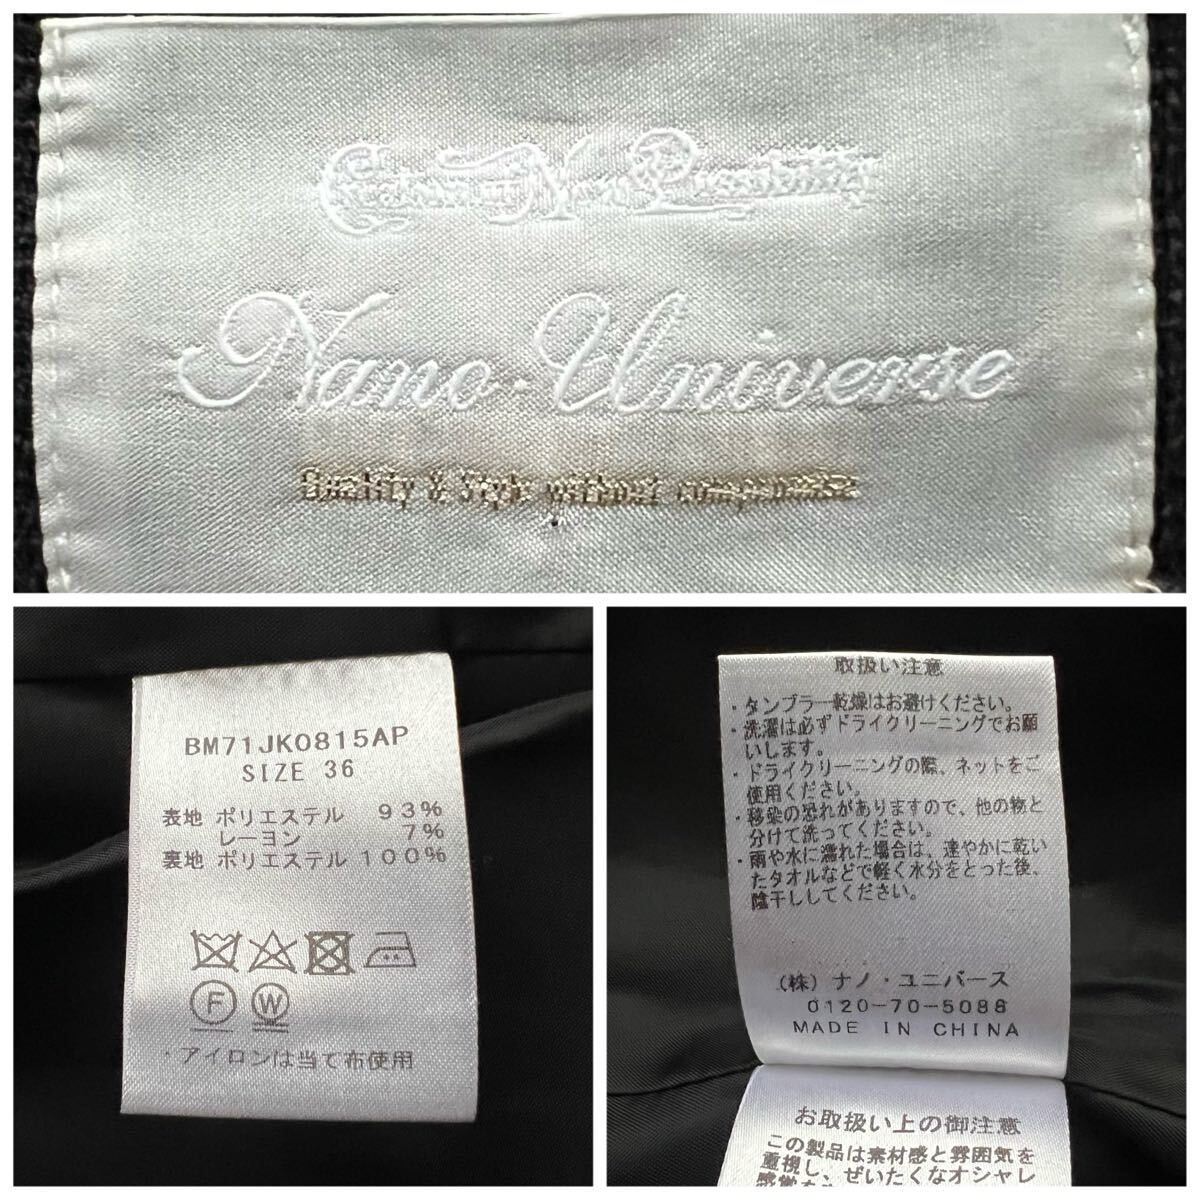 Creation of New Possibility
Nano・Universe
Quality & Style without compromise
BM71JK0815AP
SIZE 36
表地 ポリエステル 93%
レーヨン 7%
裏地 ポリエステル 100%
F W
・アイロンは当て布使用
取扱い注意
・タンブラー乾燥はお避けください。
・洗濯は必ずドライクリーニングでお願
いします。
・ドライクリーニングの際、ネットをご
使用ください。
・移染の恐れがありますので、他の物と
分けて洗ってください。
・雨や水に濡れた場合は、速やかに乾い
たタオルなどで軽く水分をとった後、
陰干ししてください。
(株) ナノ・ユニバース
0120-70-5088
MADE IN CHINA
お取扱い上の御注意
この製品は素材感と雰囲気を
重視し、ぜいたくなオシャレ